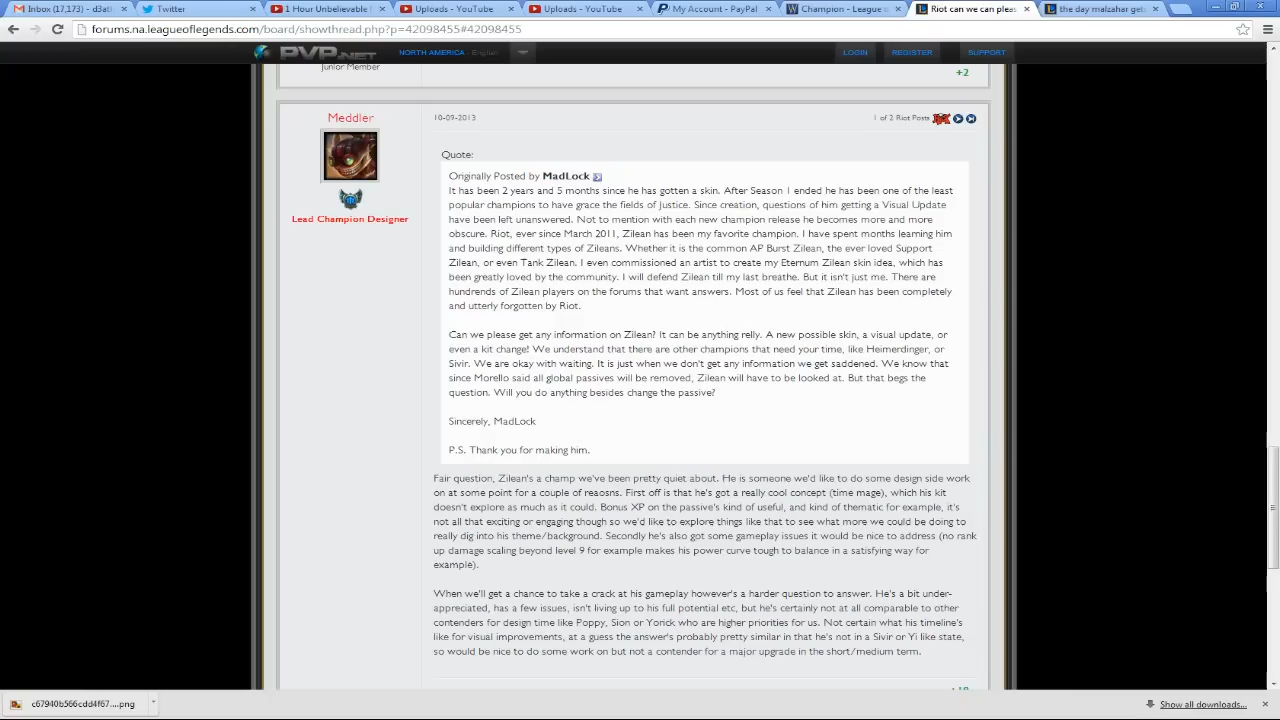 Inbox (17,173) - d3ath
Twitter
1 Hour Unbelievable F
Uploads - YouTube
Uploads - YouTube
My Account - PayPal
Champion - League o
Riot can we can pleas
the day malzahar get
forums.na.leagueoflegends.com/board/showthread.php?p=42098455#42098455
PVP.NET NORTH AMERICA - English LOGIN REGISTER SUPPORT
Junior Member
+2
Meddler
10-09-2013
1 of 2 Riot Posts
Quote:
Originally Posted by MadLock
It has been 2 years and 5 months since he has gotten a skin. After Season 1 ended he has been one of the least
popular champions to have grace the fields of Justice. Since creation, questions of him getting a Visual Update
have been left unanswered. Not to mention with each new champion release he becomes more and more
Lead Champion Designer
obscure. Riot, ever since March 2011, Zilean has been my favorite champion. I have spent months learning him
and building different types of Zileans. Whether it is the common AP Burst Zilean, the ever loved Support
Zilean, or even Tank Zilean. I even commissioned an artist to create my Eternum Zilean skin idea, which has
been greatly loved by the community. I will defend Zilean till my last breathe. But it isn't just me. There are
hundrends of Zilean players on the forums that want answers. Most of us feel that Zilean has been completely
and utterly forgotten by Riot.
Can we please get any information on Zilean? It can be anything relly. A new possible skin, a visual update, or
even a kit change! We understand that there are other champions that need your time, like Heimerdinger, or
Sivir. We are okay with waiting. It is just when we don't get any information we get saddened. We know that
since Morello said all global passives will be removed, Zilean will have to be looked at. But that begs the
question. Will you do anything besides change the passive?
Sincerely, MadLock
P.S. Thank you for making him.
Fair question, Zilean's a champ we've been pretty quiet about. He is someone we'd like to do some design side work
on at some point for a couple of reaosns. First off is that he's got a really cool concept (time mage), which his kit
doesn't explore as much as it could. Bonus XP on the passive's kind of useful, and kind of thematic for example, it's
not all that exciting or engaging though so we'd like to explore things like that to see what more we could be doing to
really dig into his theme/background. Secondly he's also got some gameplay issues it would be nice to address (no rank
up damage scaling beyond level 9 for example makes his power curve tough to balance in a satisfying way for
example).
When we'll get a chance to take a crack at his gameplay however's a harder question to answer. He's a bit under-
appreciated, has a few issues, isn't living up to his full potential etc, but he's certainly not at all comparable to other
contenders for design time like Poppy, Sion or Yorick who are higher priorities for us. Not certain what his timeline's
like for visual improvements, at a guess the answer's probably pretty similar in that he's not in a Sivir or Yi like state,
so would be nice to do some work on but not a contender for a major upgrade in the short/medium term.
c67940b566cdd4f67....png
Show all downloads...